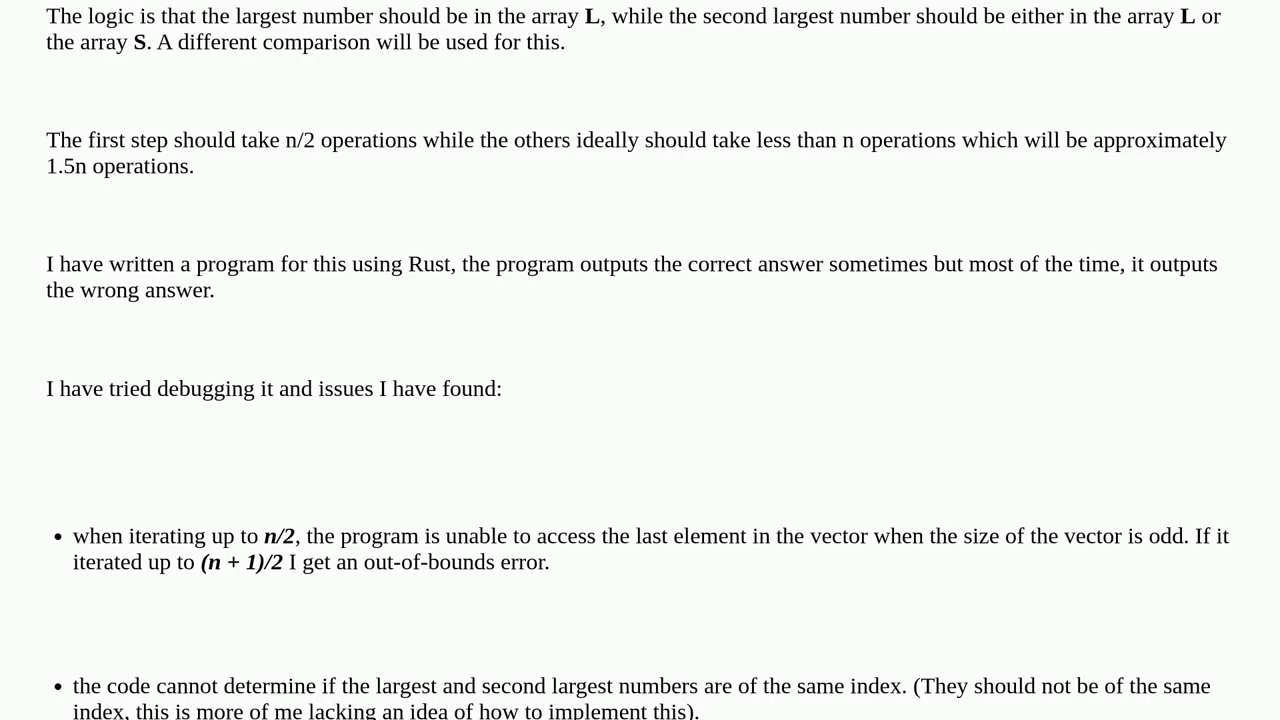 The logic is that the largest number should be in the array L, while the second largest number should be either in the array L or
the array S. A different comparison will be used for this.
The first step should take n/2 operations while the others ideally should take less than n operations which will be approximately
1.5n operations.
I have written a program for this using Rust, the program outputs the correct answer sometimes but most of the time, it outputs
the wrong answer.
I have tried debugging it and issues I have found:
• when iterating up to n/2, the program is unable to access the last element in the vector when the size of the vector is odd. If it
iterated up to (n + 1)/2 I get an out-of-bounds error.
• the code cannot determine if the largest and second largest numbers are of the same index. (They should not be of the same
index, this is more of me lacking an idea of how to implement this).